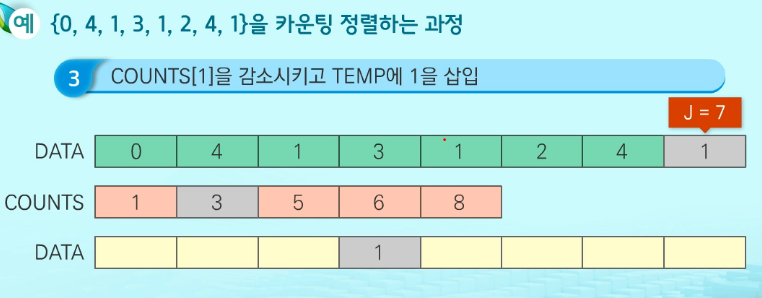 예 {0, 4, 1, 3, 1, 2, 4, 1}을 카운팅 정렬하는 과정
3 COUNTS[1]을 감소시키고 TEMP에 1을 삽입
J = 7
DATA 0 4 1 3 1 2 4 1
COUNTS 1 3 5 6 8
DATA 1